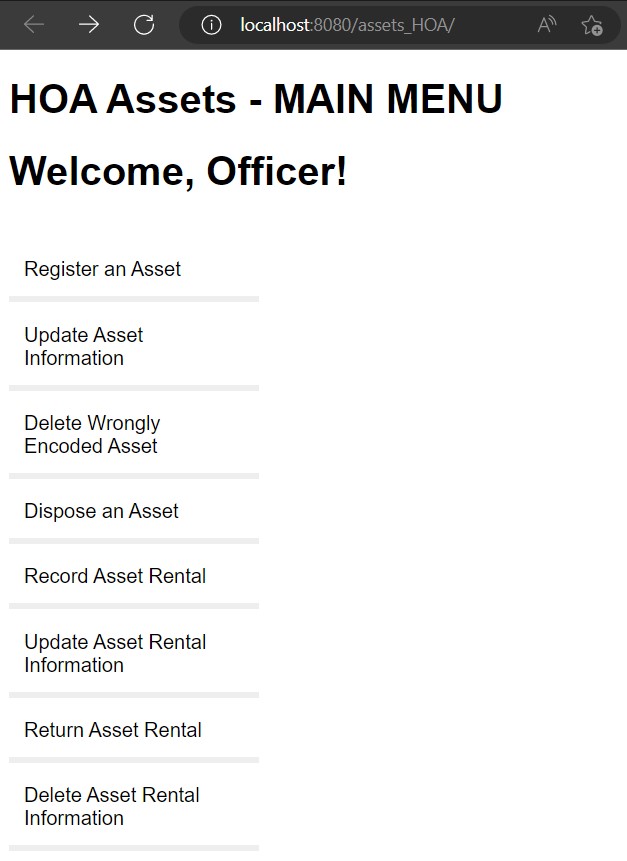 localhost:8080/assets_HOA/
HOA Assets - MAIN MENU
Welcome, Officer!
Register an Asset
Update Asset
Information
Delete Wrongly
Encoded Asset
Dispose an Asset
Record Asset Rental
Update Asset Rental
Information
Return Asset Rental
Delete Asset Rental
Information